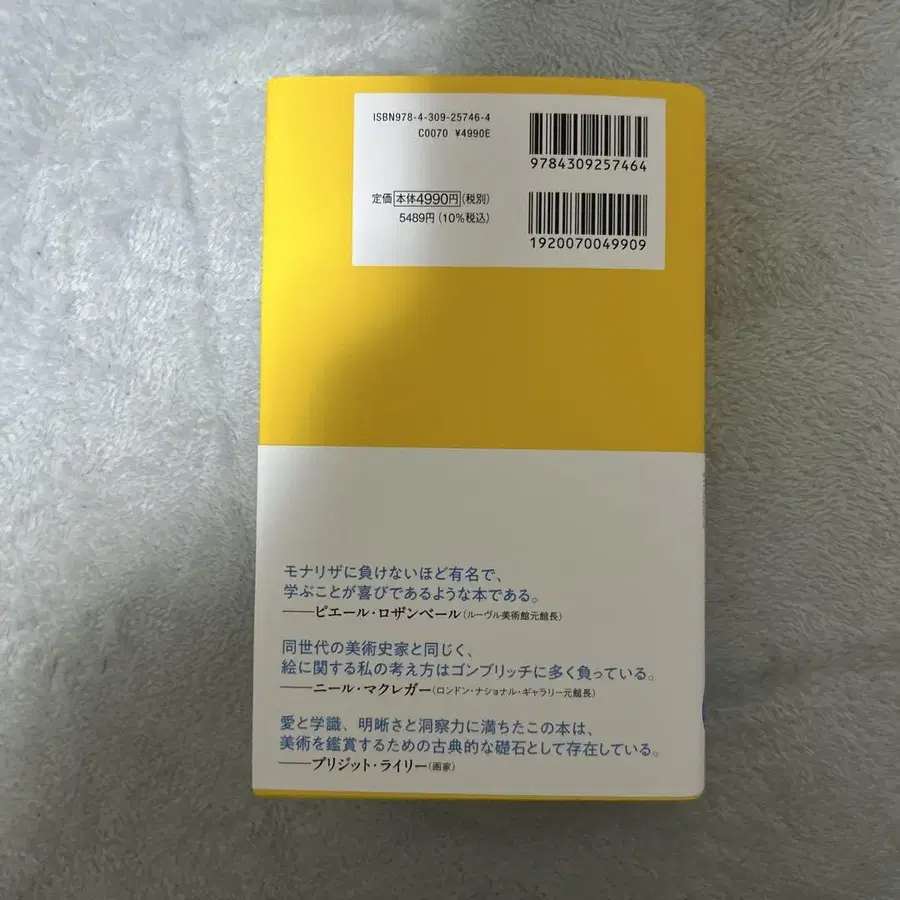 ISBN978-4-309-25746-4
C0070 ¥4990E
9784309257464
定価 本体4990円(税別)
5489円(10%税込)
1920070049909
モナリザに負けないほど有名で、
学ぶことが喜びであるような本である。
——ピエール・ロザンベール(ルーヴル美術館元館長)
同世代の美術史家と同じく、
絵に関する私の考え方はゴンブリッチに多く負っている。
——ニール・マクレガー(ロンドン・ナショナル・ギャラリー元館長)
愛と学識、明晰さと洞察力に満ちたこの本は、
美術を鑑賞するための古典的な礎石として存在している。
——ブリジット・ライリー(画家)